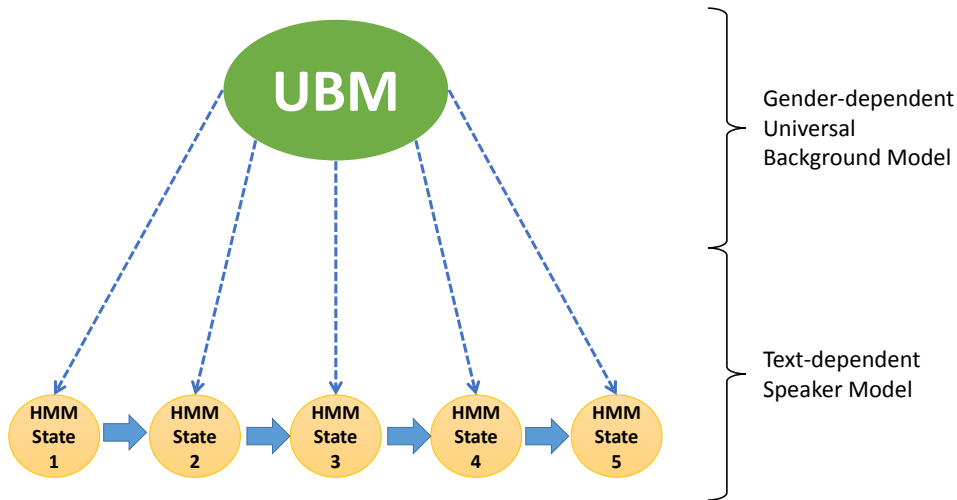 UBM
Gender-dependent
Universal
Background Model
Text-dependent
Speaker Model
HMM
State
1
HMM
State
2
HMM
State
3
HMM
State
4
HMM
State
5